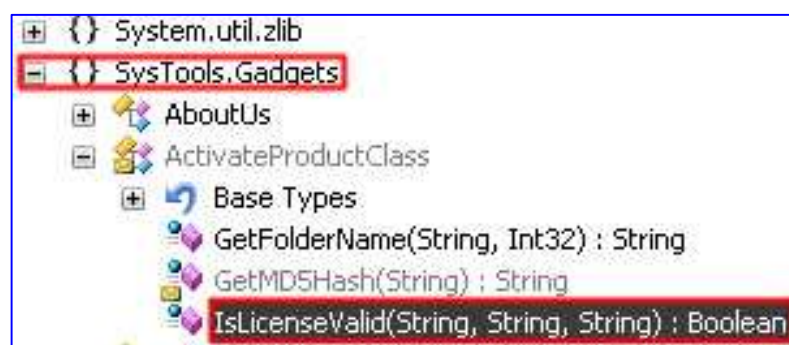 {} System.util.zlib
{} SysTools.Gadgets
AboutUs
ActivateProductClass
Base Types
GetFolderName(String, Int32) : String
GetMD5Hash(String) : String
IsLicenseValid(String, String, String) : Boolean